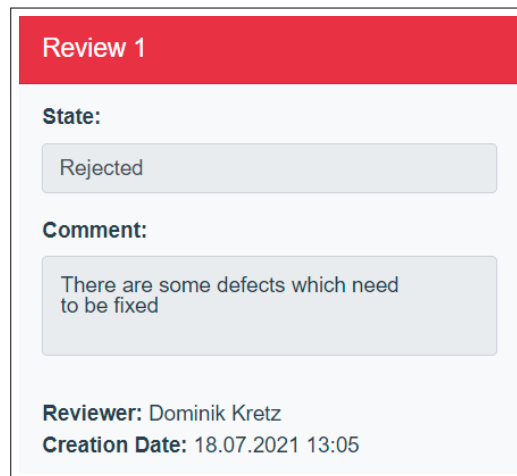 Review 1
State:
Rejected
Comment:
There are some defects which need
to be fixed
Reviewer: Dominik Kretz
Creation Date: 18.07.2021 13:05